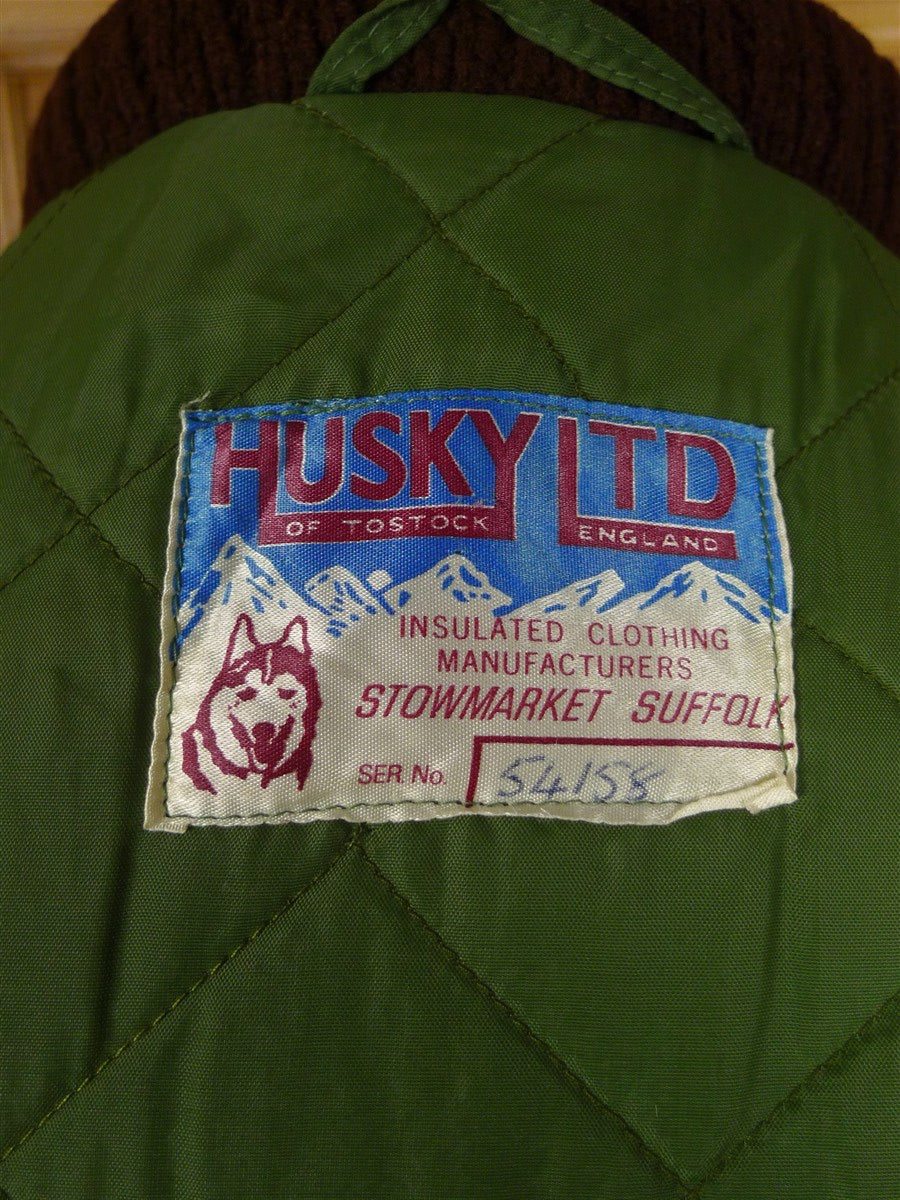 HUSKY LTD
OF TOSTOCK ENGLAND
INSULATED CLOTHING
MANUFACTURERS
STOWMARKET SUFFOLK
SER No. 54158